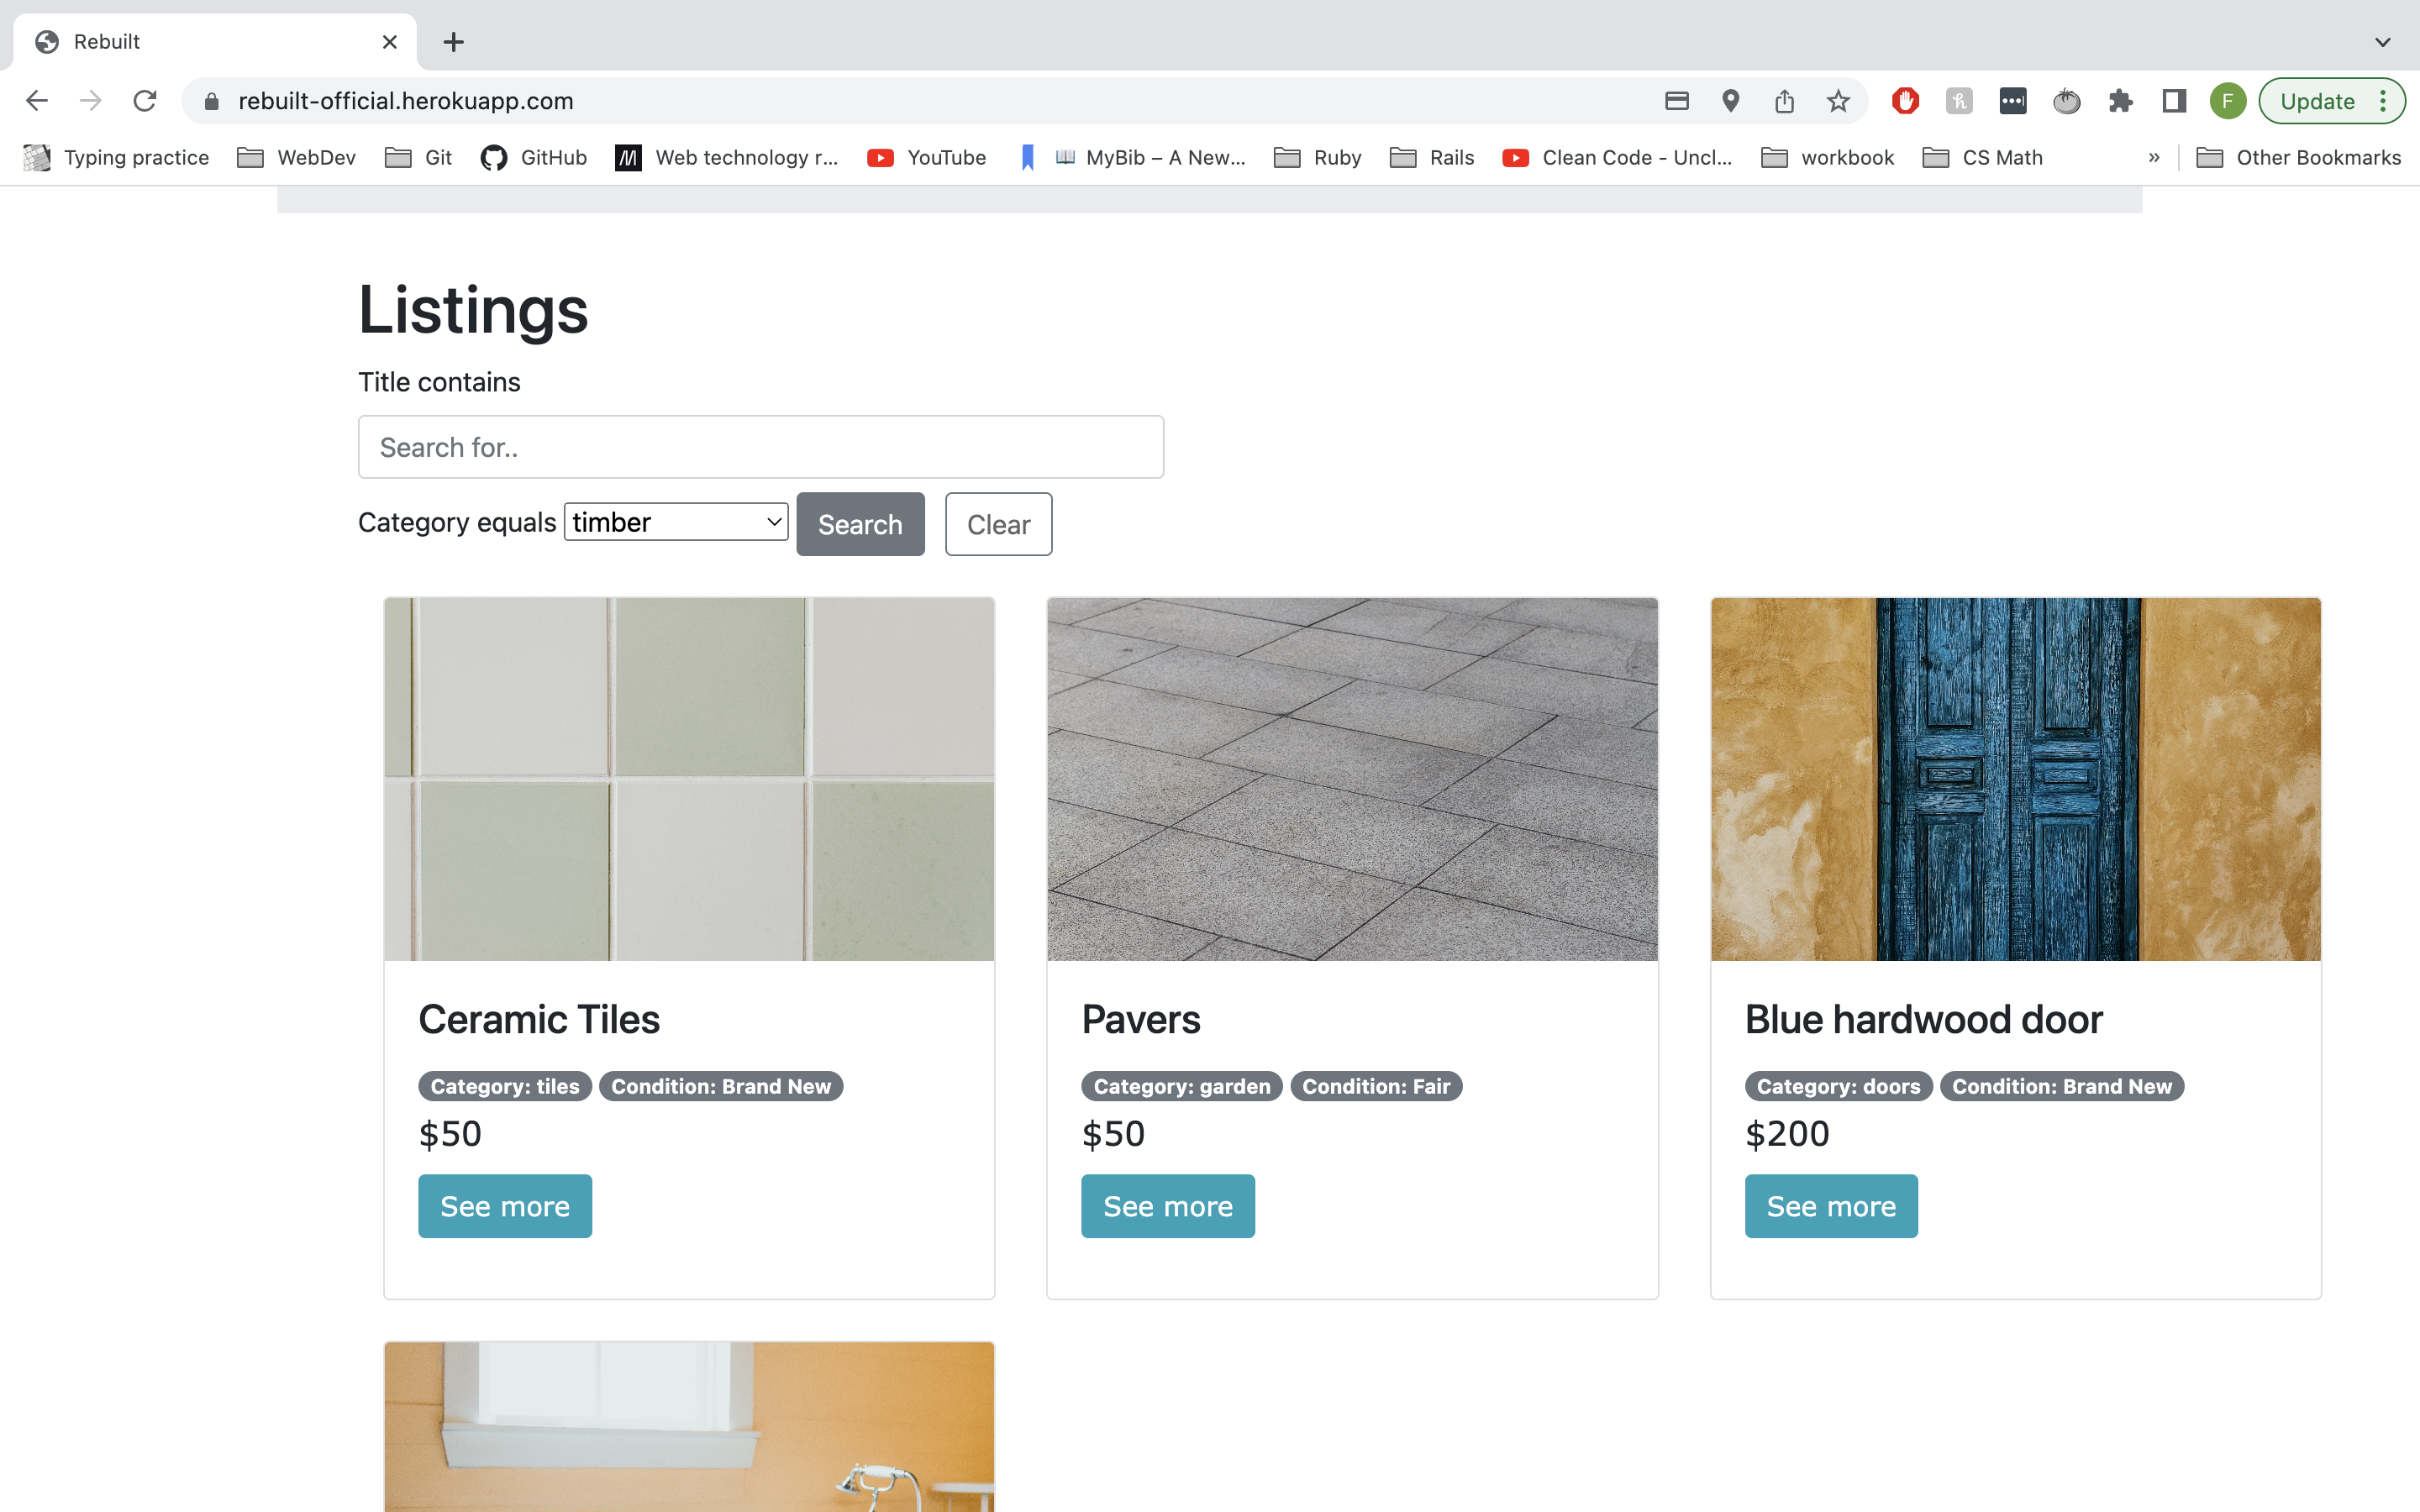 Rebuilt
rebuilt-official.herokuapp.com
F
Update
Typing practice WebDev Git GitHub Web technology r... YouTube MyBib – A New... Ruby Rails Clean Code - Uncl... workbook CS Math » Other Bookmarks
Listings
Title contains
Search for..
Category equals timber Search Clear
Ceramic Tiles
Category: tiles Condition: Brand New
$50
See more
Pavers
Category: garden Condition: Fair
$50
See more
Blue hardwood door
Category: doors Condition: Brand New
$200
See more